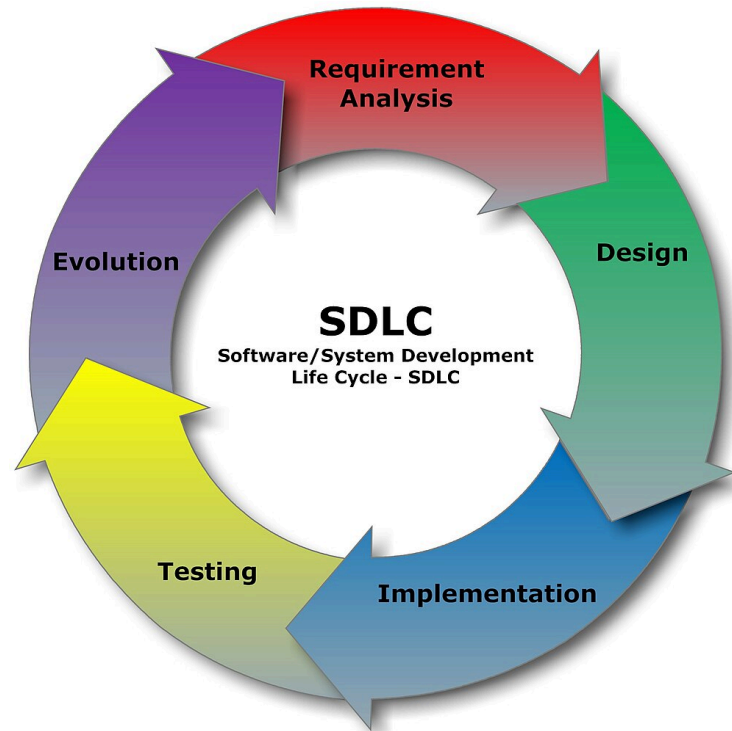 Requirement
Analysis
Design
Evolution
SDLC
Software/System Development
Life Cycle - SDLC
Testing
Implementation